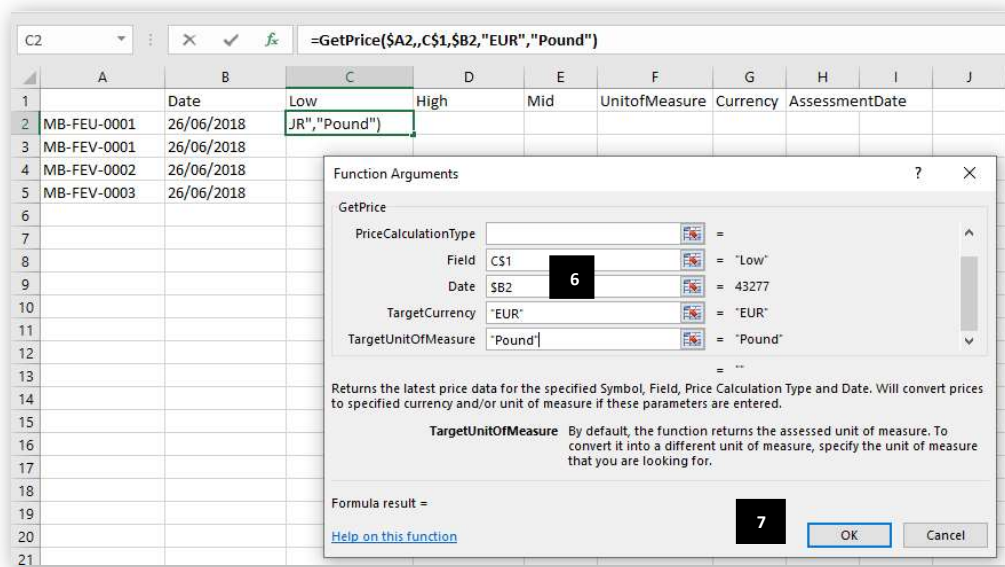 C2 fx =GetPrice($A2,,C$1,$B2,"EUR","Pound")
A B C D E F G H I J
1 Date Low High Mid UnitofMeasure Currency AssessmentDate
2 MB-FEU-0001 26/06/2018 UR","Pound")
3 MB-FEV-0001 26/06/2018
4 MB-FEV-0002 26/06/2018
5 MB-FEV-0003 26/06/2018
6
7
8
9
10
11
12
13
14
15
16
17
18
19
20
21
Function Arguments ? X
GetPrice
PriceCalculationType =
Field C$1 = "Low"
Date $B2 = 43277
6
TargetCurrency "EUR" = "EUR"
TargetUnitOfMeasure "Pound" = "Pound"
= ""
Returns the latest price data for the specified Symbol, Field, Price Calculation Type and Date. Will convert prices
to specified currency and/or unit of measure if these parameters are entered.
TargetUnitOfMeasure By default, the function returns the assessed unit of measure. To
convert it into a different unit of measure, specify the unit of measure
that you are looking for.
Formula result =
7
Help on this function OK Cancel